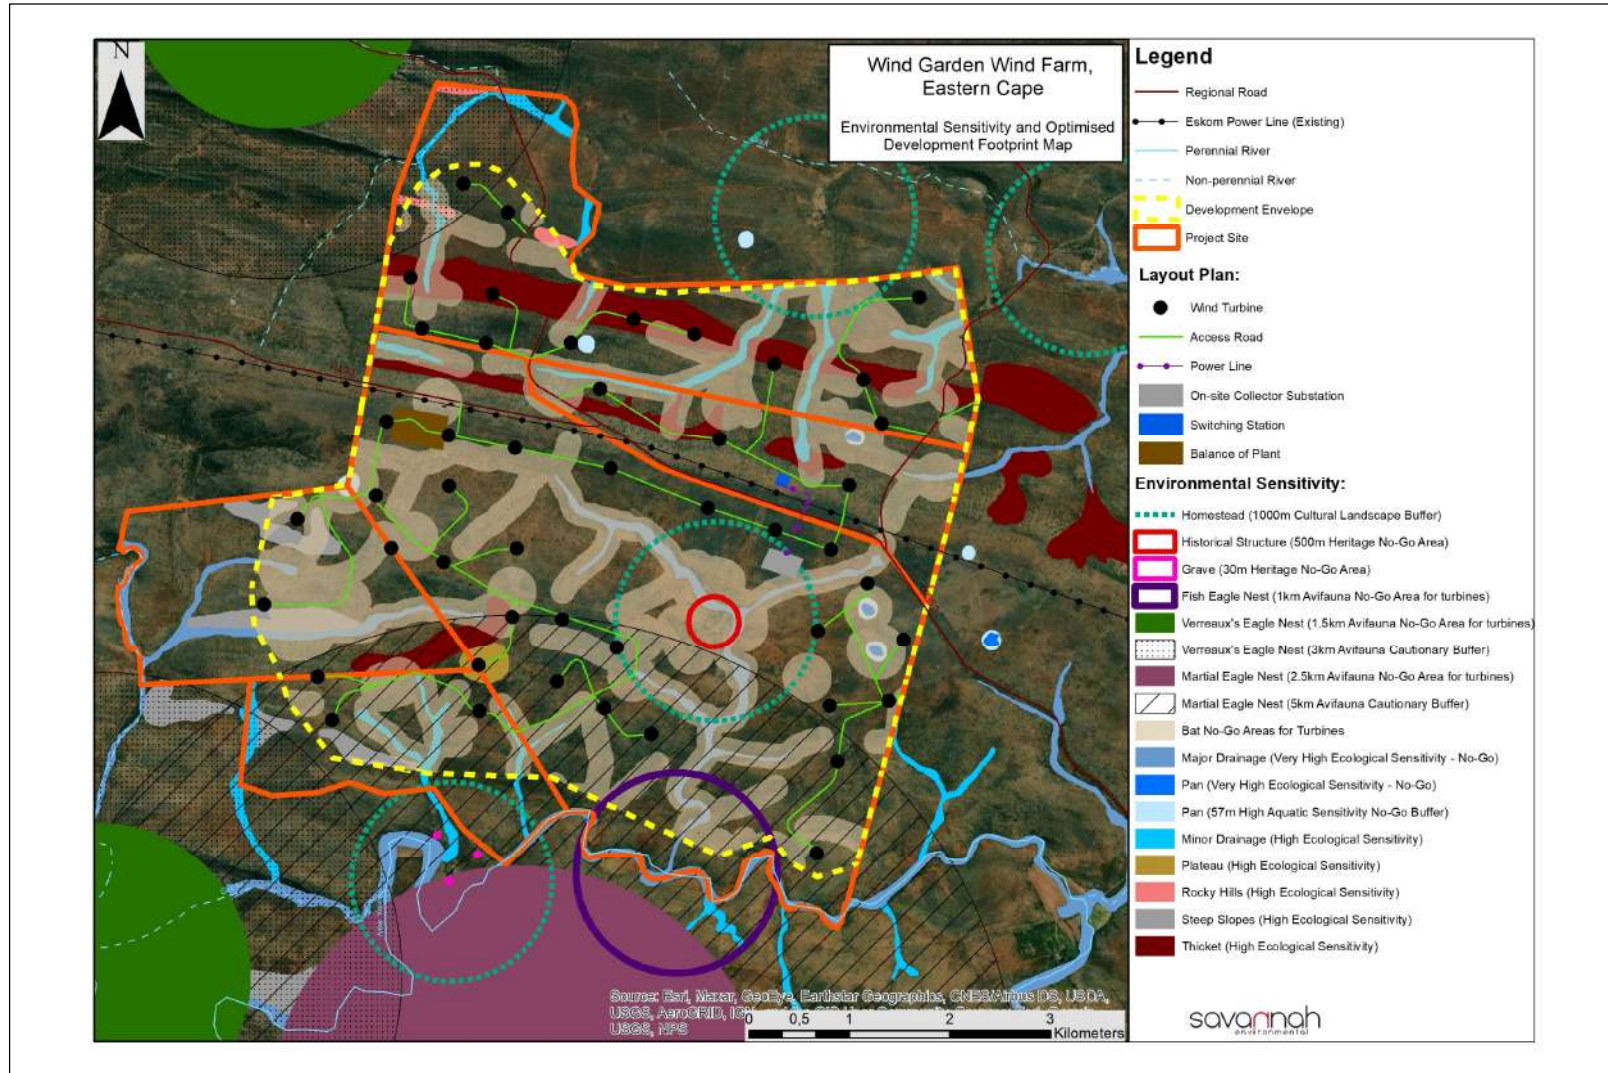 N
Wind Garden Wind Farm,
Eastern Cape
Environmental Sensitivity and Optimised
Development Footprint Map
Legend
Regional Road
Eskom Power Line (Existing)
Perennial River
Non-perennial River
Development Envelope
Project Site
Layout Plan:
Wind Turbine
Access Road
Power Line
On-site Collector Substation
Switching Station
Balance of Plant
Environmental Sensitivity:
Homestead (1000m Cultural Landscape Buffer)
Historical Structure (500m Heritage No-Go Area)
Grave (30m Heritage No-Go Area)
Fish Eagle Nest (1km Avifauna No-Go Area for turbines)
Verreaux's Eagle Nest (1.5km Avifauna No-Go Area for turbines)
Verreaux's Eagle Nest (3km Avifauna Cautionary Buffer)
Martial Eagle Nest (2.5km Avifauna No-Go Area for turbines)
Martial Eagle Nest (5km Avifauna Cautionary Buffer)
Bat No-Go Areas for Turbines
Major Drainage (Very High Ecological Sensitivity - No-Go)
Pan (Very High Ecological Sensitivity - No-Go)
Pan (57m High Aquatic Sensitivity No-Go Buffer)
Minor Drainage (High Ecological Sensitivity)
Plateau (High Ecological Sensitivity)
Rocky Hills (High Ecological Sensitivity)
Steep Slopes (High Ecological Sensitivity)
Thicket (High Ecological Sensitivity)
Source: Esri, Maxar, GeoEye, Earthstar Geographics, CNES/Airbus DS, USDA,
USGS, AeroGRID,
USGS, NPS
0 0,5 1 2 3
Kilometers
savannah
environmental